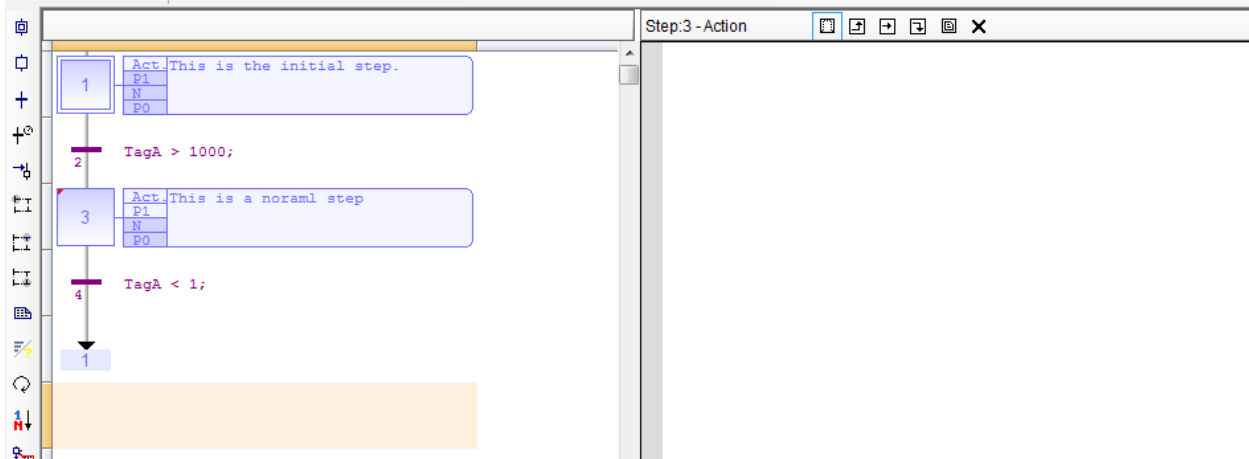 Step:3 - Action
1
Act.
This is the initial step.
P1
N
P0
2
TagA > 1000;
3
Act.
This is a noraml step
P1
N
P0
4
TagA < 1;
1